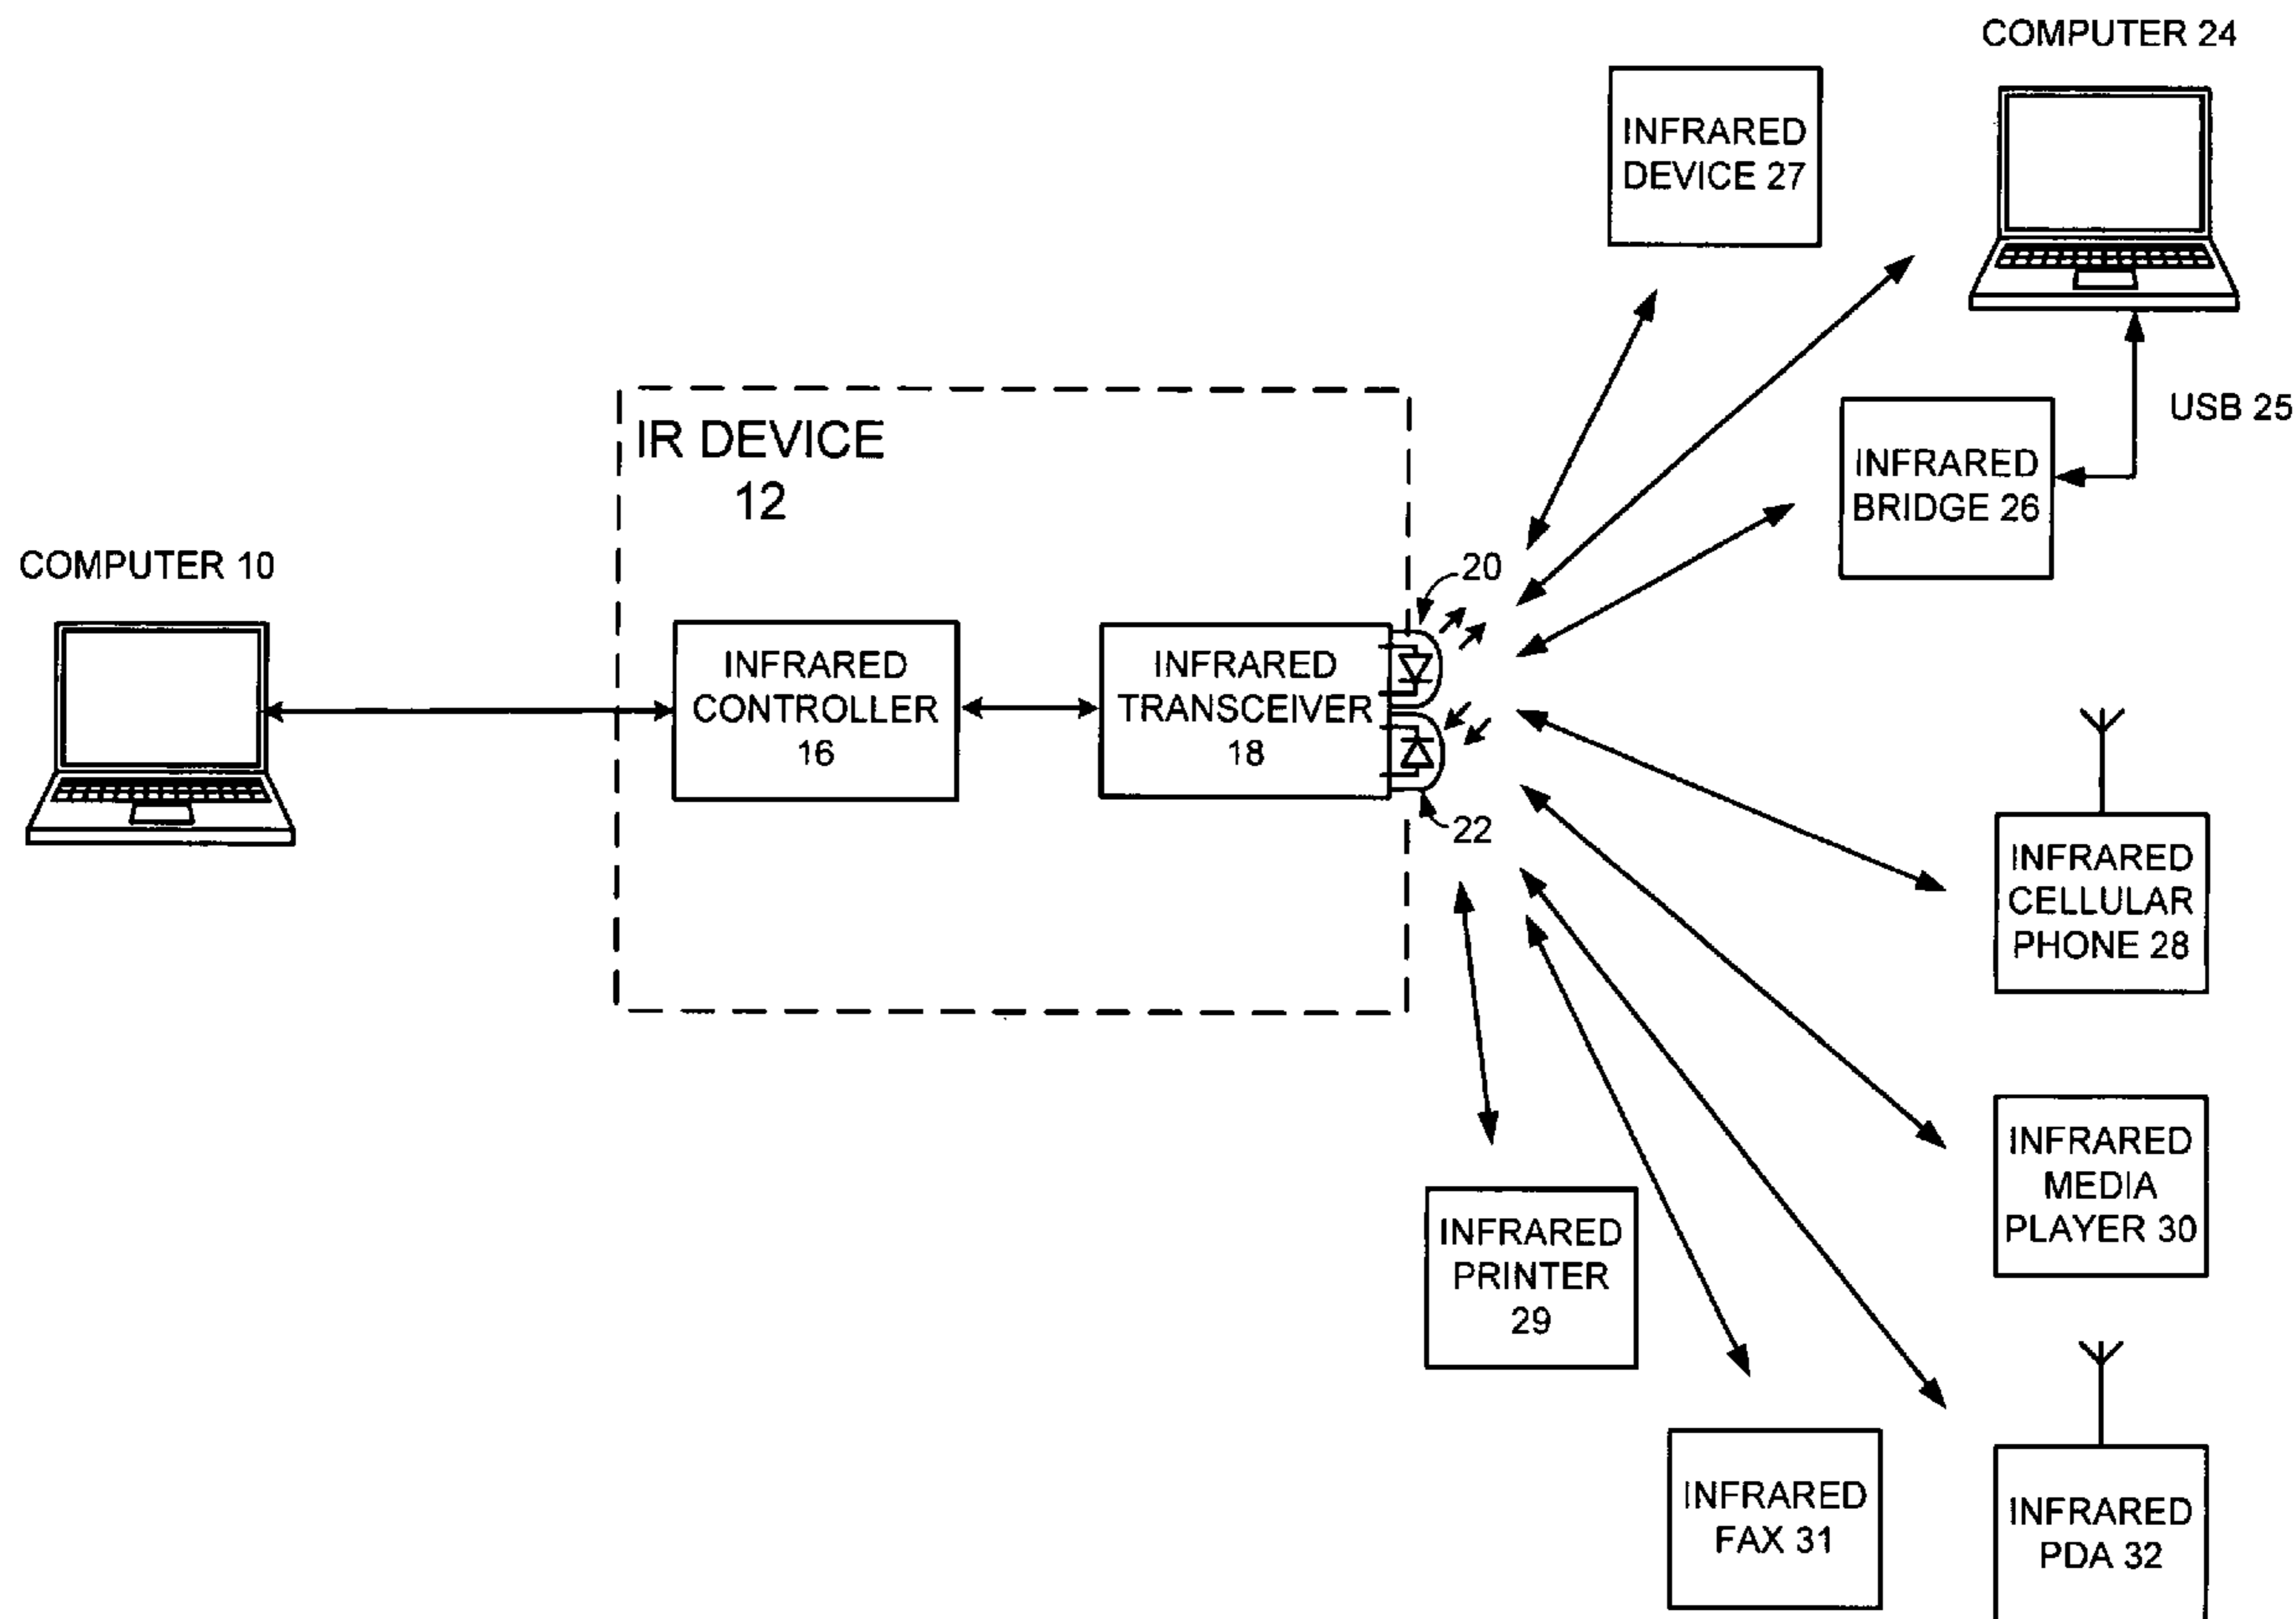 COMPUTER 24
INFRARED
DEVICE 27
USB 25
INFRARED
BRIDGE 26
IR DEVICE
12
COMPUTER 10
20
INFRARED
CONTROLLER
16
INFRARED
TRANSCEIVER
18
22
INFRARED
CELLULAR
PHONE 28
INFRARED
MEDIA
PLAYER 30
INFRARED
PRINTER
29
INFRARED
FAX 31
INFRARED
PDA 32